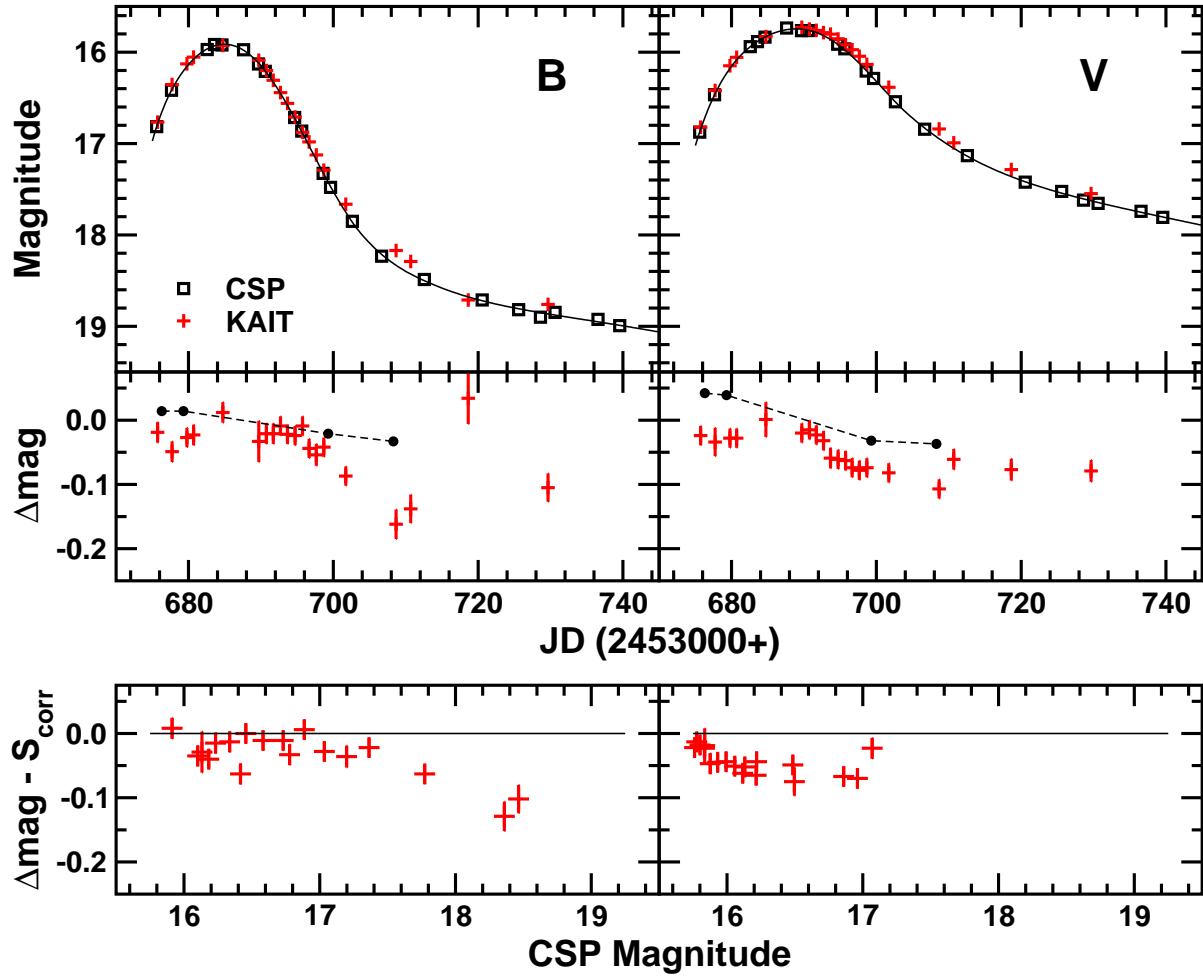 B
V
Magnitude
16
17
18
19
CSP
KAIT
Δmag
0.0
-0.1
-0.2
680 700 720 740 680 700 720 740
JD (2453000+)
Δmag - S_corr
0.0
-0.1
-0.2
16 17 18 19 16 17 18 19
CSP Magnitude